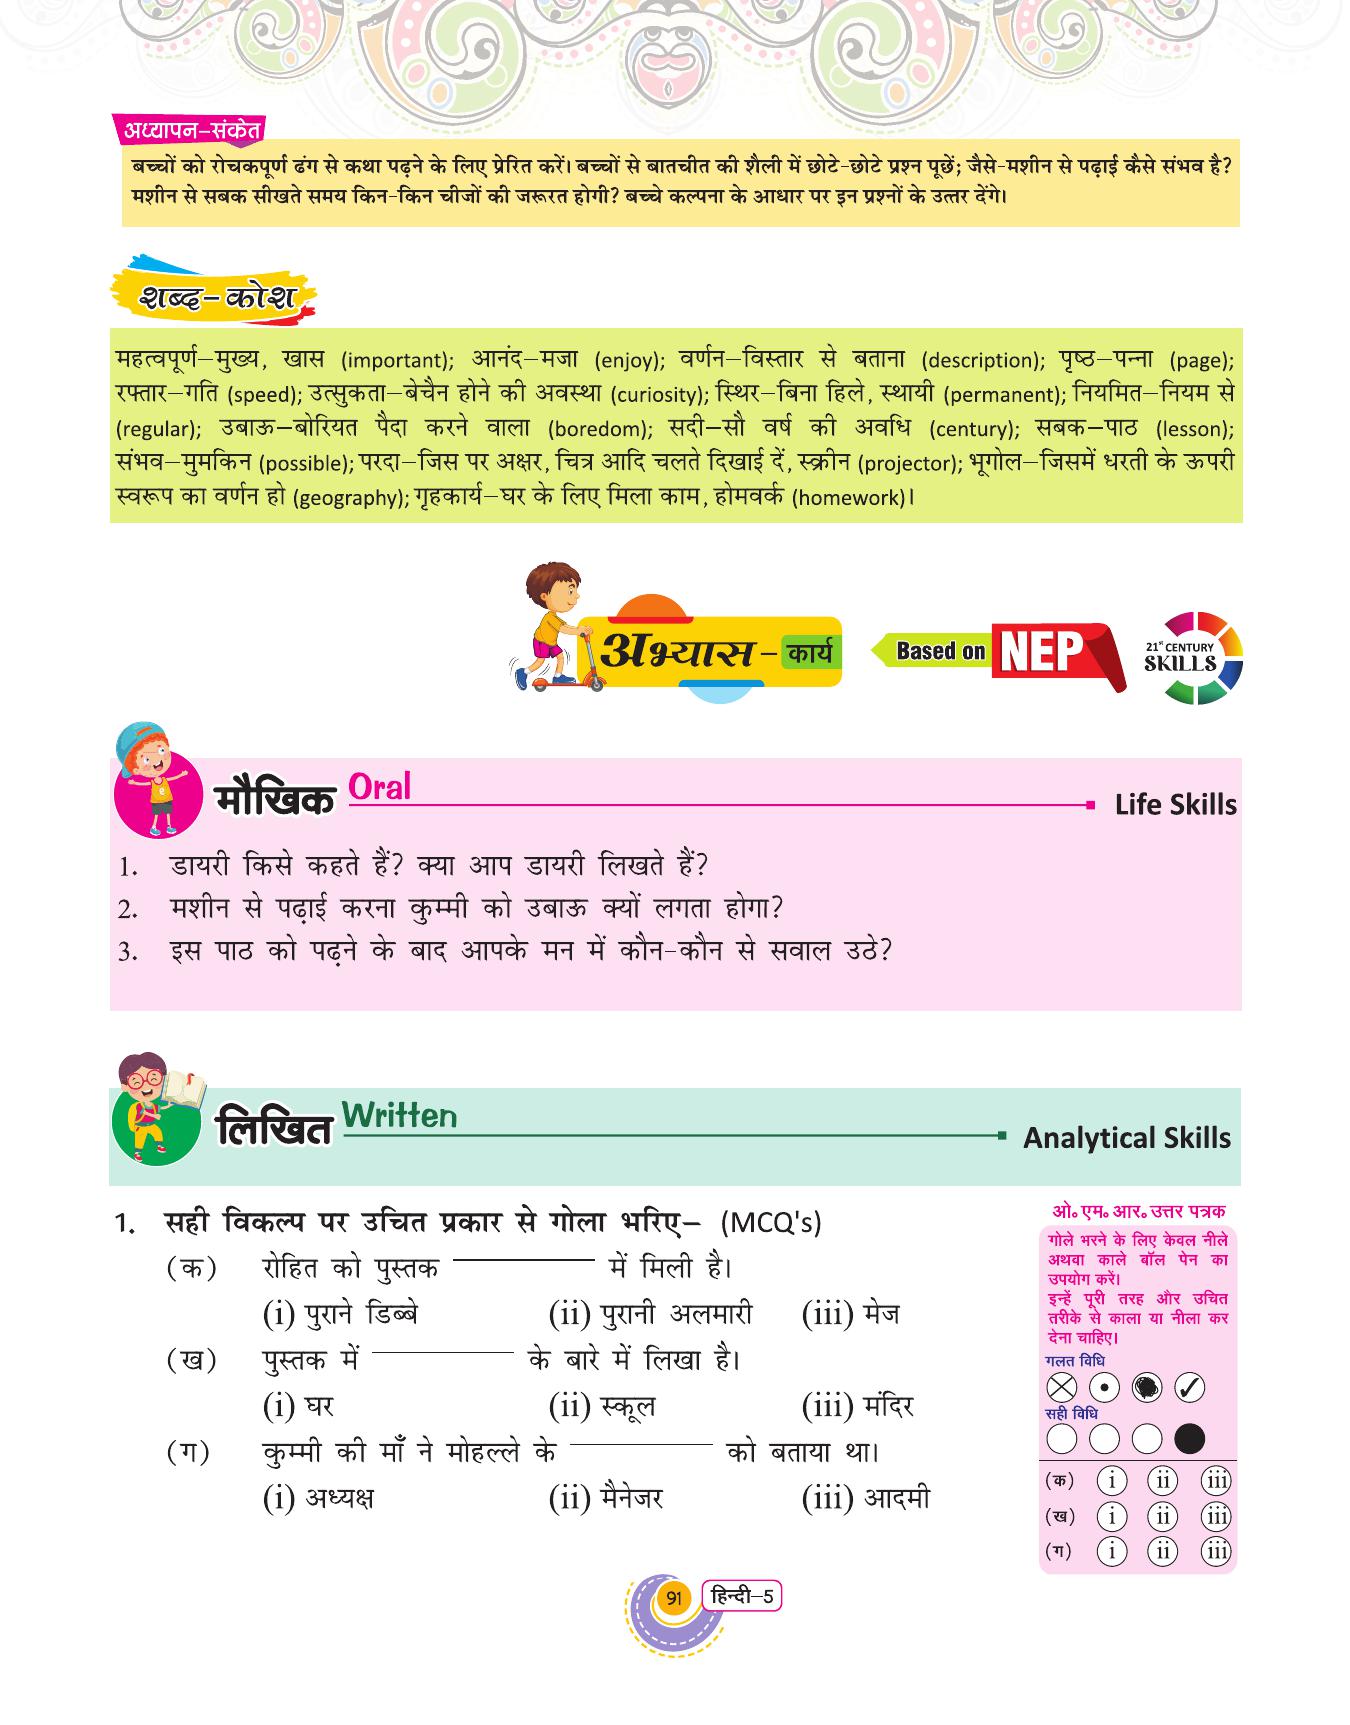 अध्यापन-संकेत
बच्चों को रोचकपूर्ण ढंग से कथा पढ़ने के लिए प्रेरित करें। बच्चों से बातचीत की शैली में छोटे-छोटे प्रश्न पूछें; जैसे-मशीन से पढ़ाई कैसे संभव है?
मशीन से सबक सीखते समय किन-किन चीजों की जरूरत होगी? बच्चे कल्पना के आधार पर इन प्रश्नों के उत्तर देंगे।
शब्द-कोश
महत्वपूर्ण–मुख्य, खास (important); आनंद–मजा (enjoy); वर्णन–विस्तार से बताना (description); पृष्ठ–पन्ना (page);
रफ्तार–गति (speed); उत्सुकता–बेचैन होने की अवस्था (curiosity); स्थिर–बिना हिले, स्थायी (permanent); नियमित–नियम से
(regular); उबाऊ–बोरियत पैदा करने वाला (boredom); सदी–सौ वर्ष की अवधि (century); सबक–पाठ (lesson);
संभव–मुमकिन (possible); परदा–जिस पर अक्षर, चित्र आदि चलते दिखाई दें, स्क्रीन (projector); भूगोल–जिसमें धरती के ऊपरी
स्वरूप का वर्णन हो (geography); गृहकार्य–घर के लिए मिला काम, होमवर्क (homework)।
अभ्यास-कार्य Based on NEP 21st CENTURY
SKILLS
मौखिक Oral Life Skills
1. डायरी किसे कहते हैं? क्या आप डायरी लिखते हैं?
2. मशीन से पढ़ाई करना कुम्मी को उबाऊ क्यों लगता होगा?
3. इस पाठ को पढ़ने के बाद आपके मन में कौन-कौन से सवाल उठे?
लिखित Written Analytical Skills
1. सही विकल्प पर उचित प्रकार से गोला भरिए– (MCQ's)
(क) रोहित को पुस्तक __________ में मिली है।
(i) पुराने डिब्बे (ii) पुरानी अलमारी (iii) मेज
(ख) पुस्तक में __________ के बारे में लिखा है।
(i) घर (ii) स्कूल (iii) मंदिर
(ग) कुम्मी की माँ ने मोहल्ले के __________ को बताया था।
(i) अध्यक्ष (ii) मैनेजर (iii) आदमी
ओ॰ एम॰ आर॰ उत्तर पत्रक
गोले भरने के लिए केवल नीले
अथवा काले बॉल पेन का
उपयोग करें।
इन्हें पूरी तरह और उचित
तरीके से काला या नीला कर
देना चाहिए।
गलत विधि
सही विधि
(क) i ii iii
(ख) i ii iii
(ग) i ii iii
91 हिन्दी–5